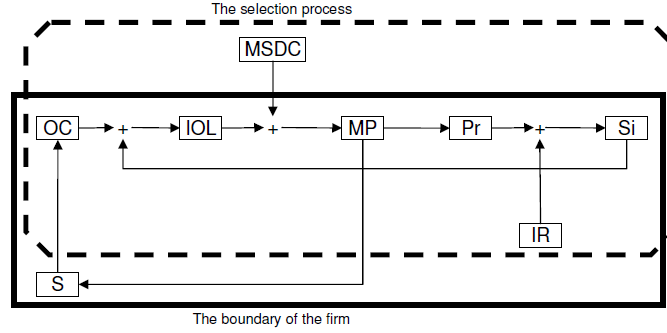 The selection process
MSDC
OC + IOL + MP Pr + Si
IR
S
The boundary of the firm